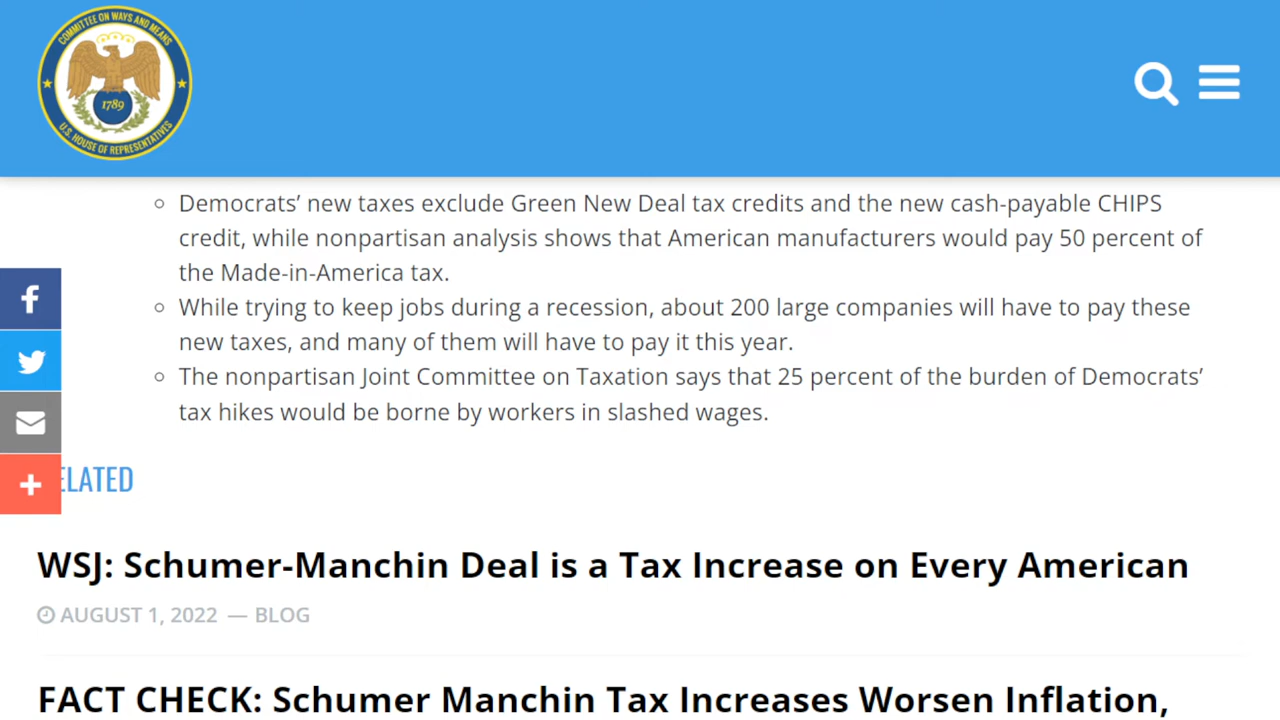 COMMITTEE ON WAYS AND MEANS
1789
U.S. HOUSE OF REPRESENTATIVES
Democrats’ new taxes exclude Green New Deal tax credits and the new cash-payable CHIPS
credit, while nonpartisan analysis shows that American manufacturers would pay 50 percent of
the Made-in-America tax.
While trying to keep jobs during a recession, about 200 large companies will have to pay these
new taxes, and many of them will have to pay it this year.
The nonpartisan Joint Committee on Taxation says that 25 percent of the burden of Democrats’
tax hikes would be borne by workers in slashed wages.
ELATED
WSJ: Schumer-Manchin Deal is a Tax Increase on Every American
AUGUST 1, 2022 — BLOG
FACT CHECK: Schumer Manchin Tax Increases Worsen Inflation,